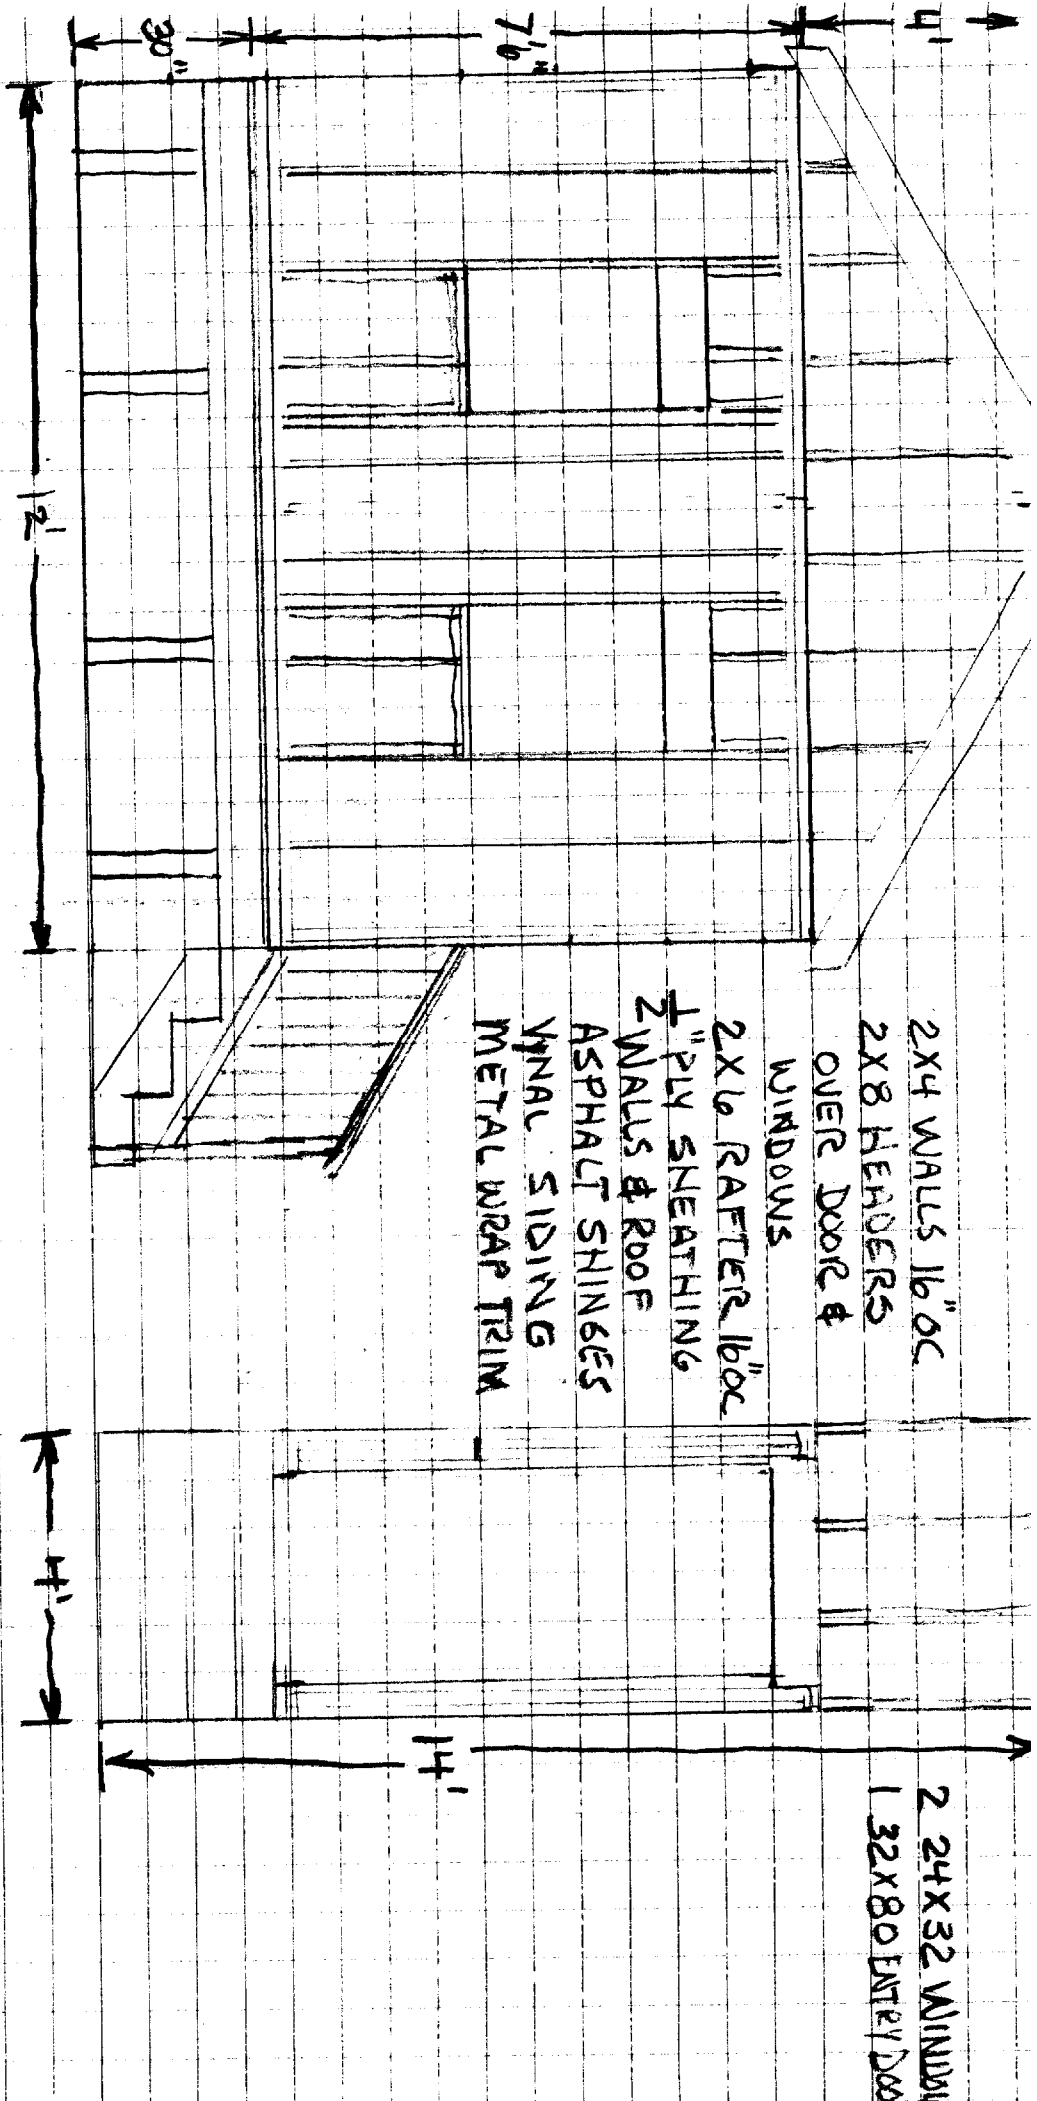 4'
7'6"
30"
12'
2X4 WALLS 16"OC
2X8 HEADERS
OVER DOOR &
WINDOWS
2X6 RAFTER 16"OC
1/2" PLY SHEATHING
WALLS & ROOF
ASPHALT SHINGES
VYNAL SIDING
METAL WRAP TRIM
4'
14'
2 24X32 WINDOW
1 32X80 ENTRY DOO